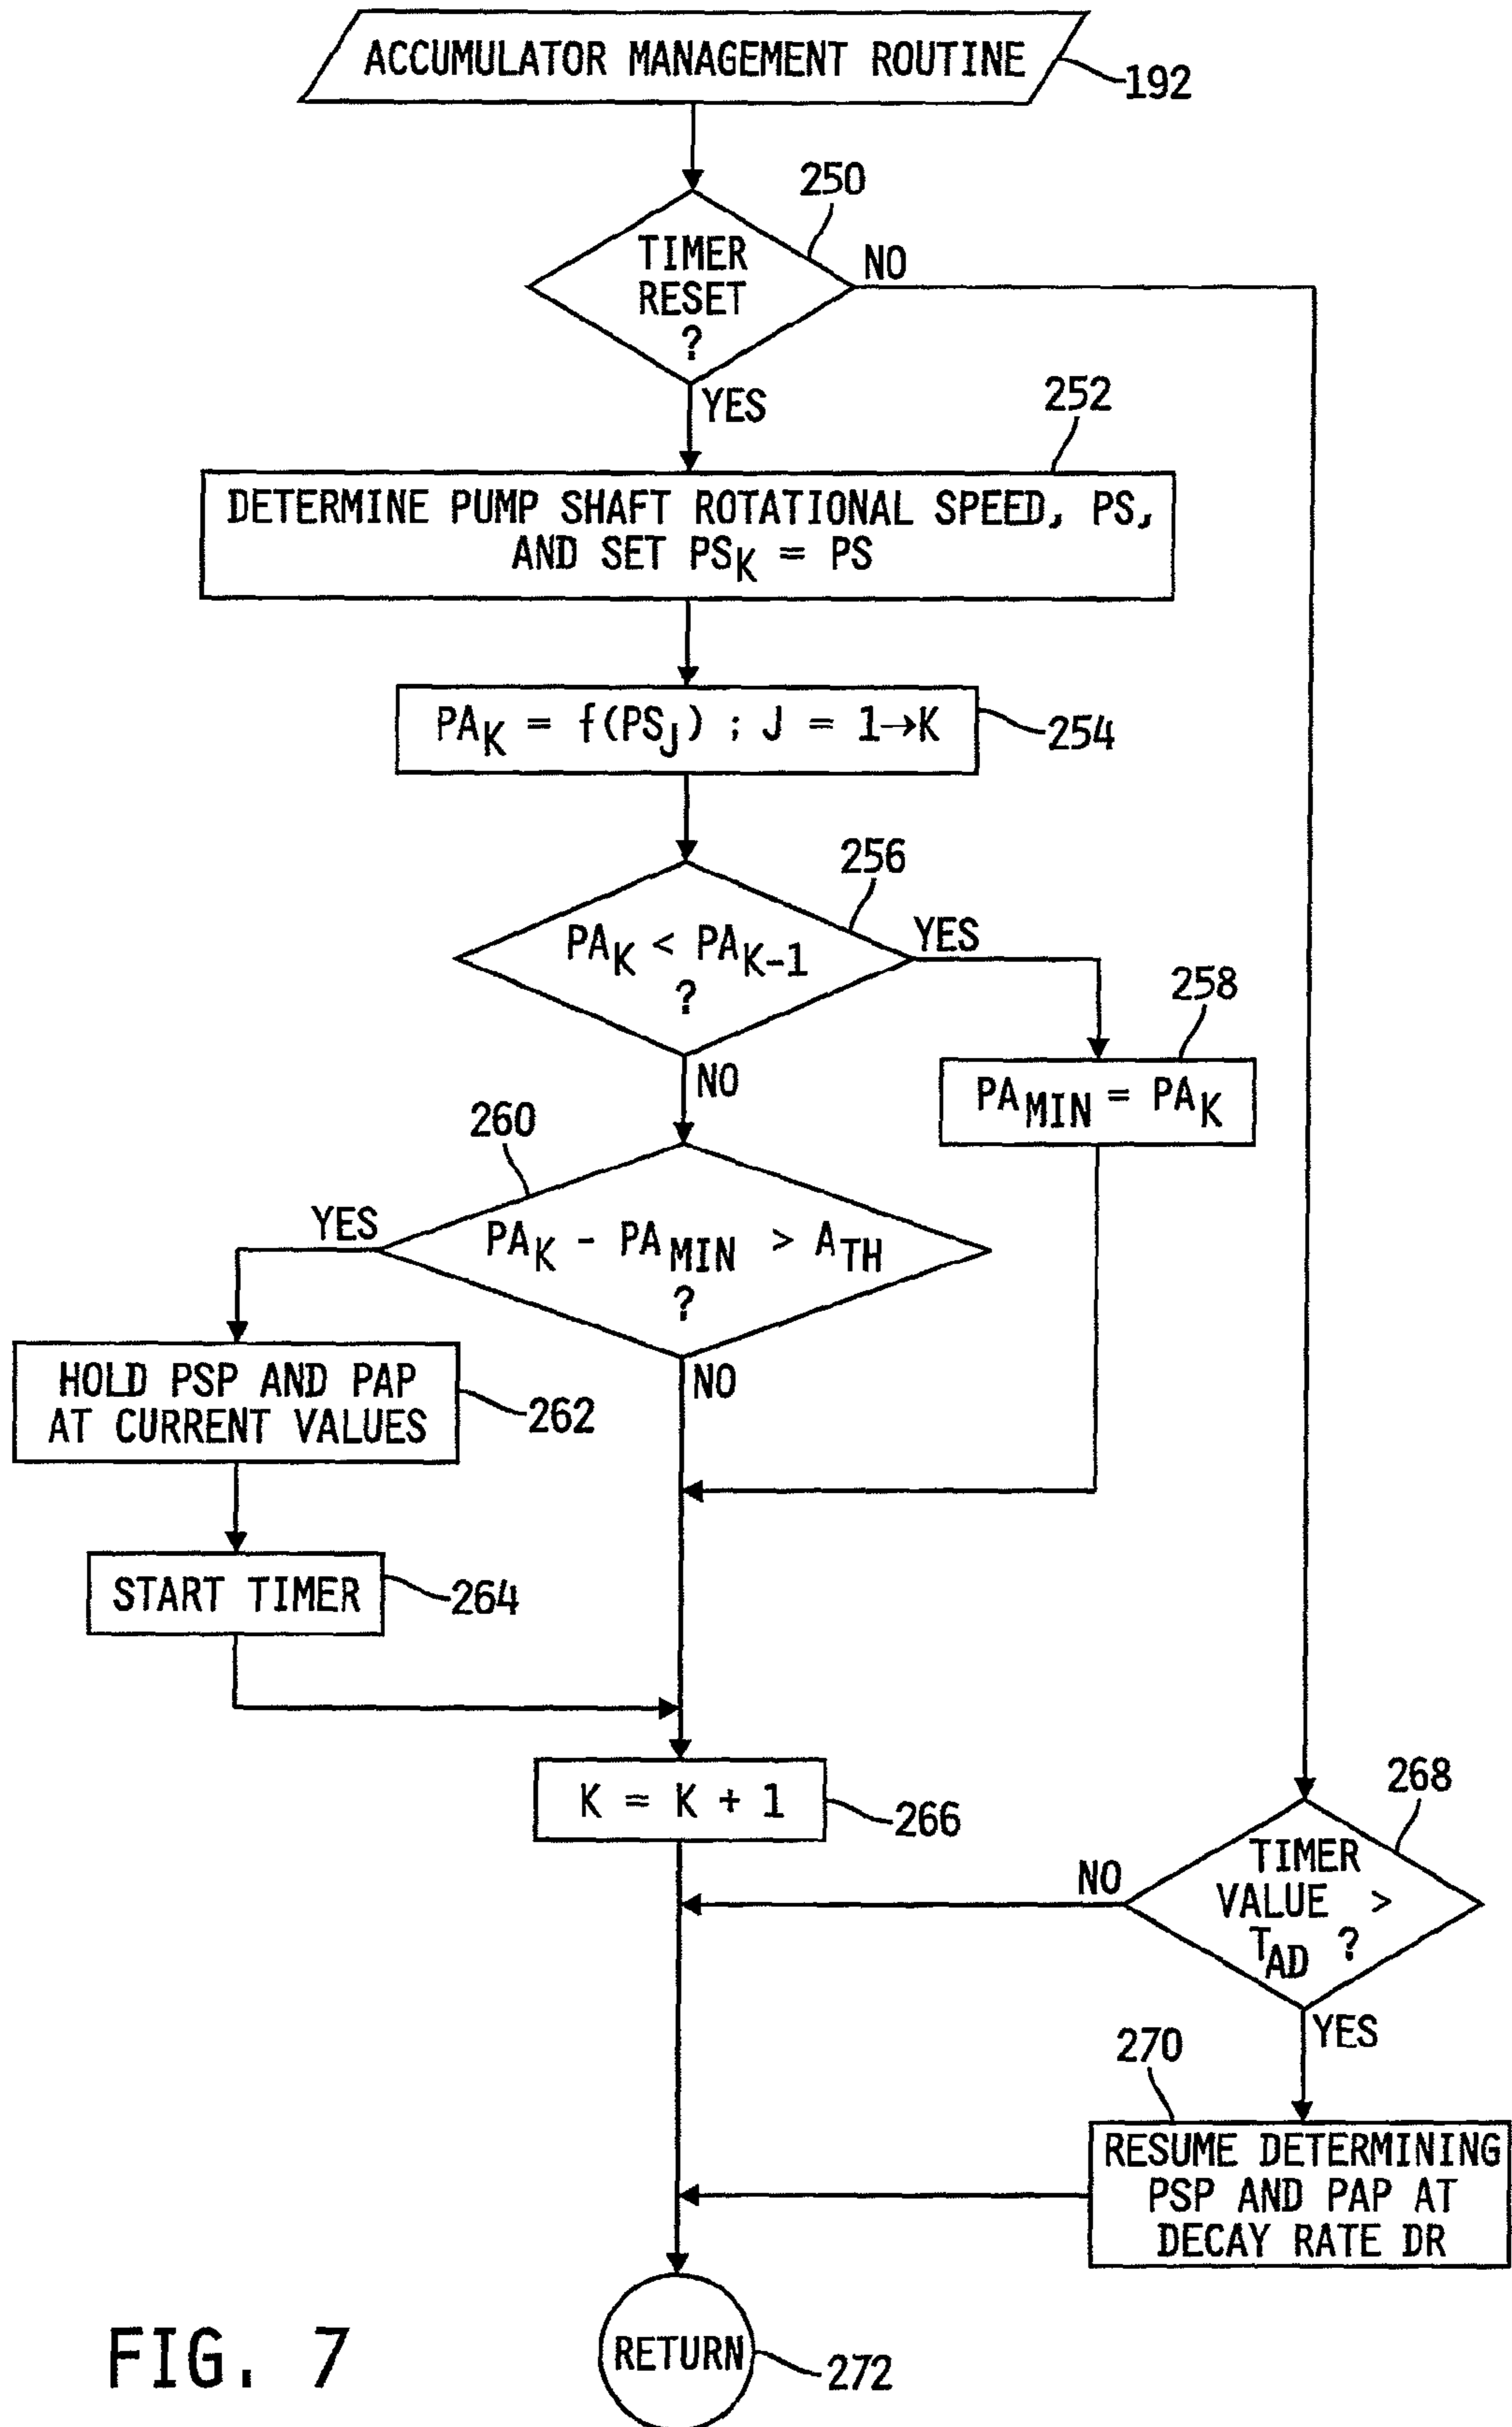 ACCUMULATOR MANAGEMENT ROUTINE
192
250
TIMER
RESET
?
NO
YES
252
DETERMINE PUMP SHAFT ROTATIONAL SPEED, PS,
AND SET PSK = PS
PAK = f(PSJ) ; J = 1→K
254
256
PAK < PAK-1
?
YES
258
NO
PAMIN = PAK
260
YES
PAK - PAMIN > ATH
?
NO
HOLD PSP AND PAP
AT CURRENT VALUES
262
START TIMER
264
K = K + 1
266
268
TIMER
VALUE >
TAD ?
NO
YES
270
RESUME DETERMINING
PSP AND PAP AT
DECAY RATE DR
RETURN
272
FIG. 7